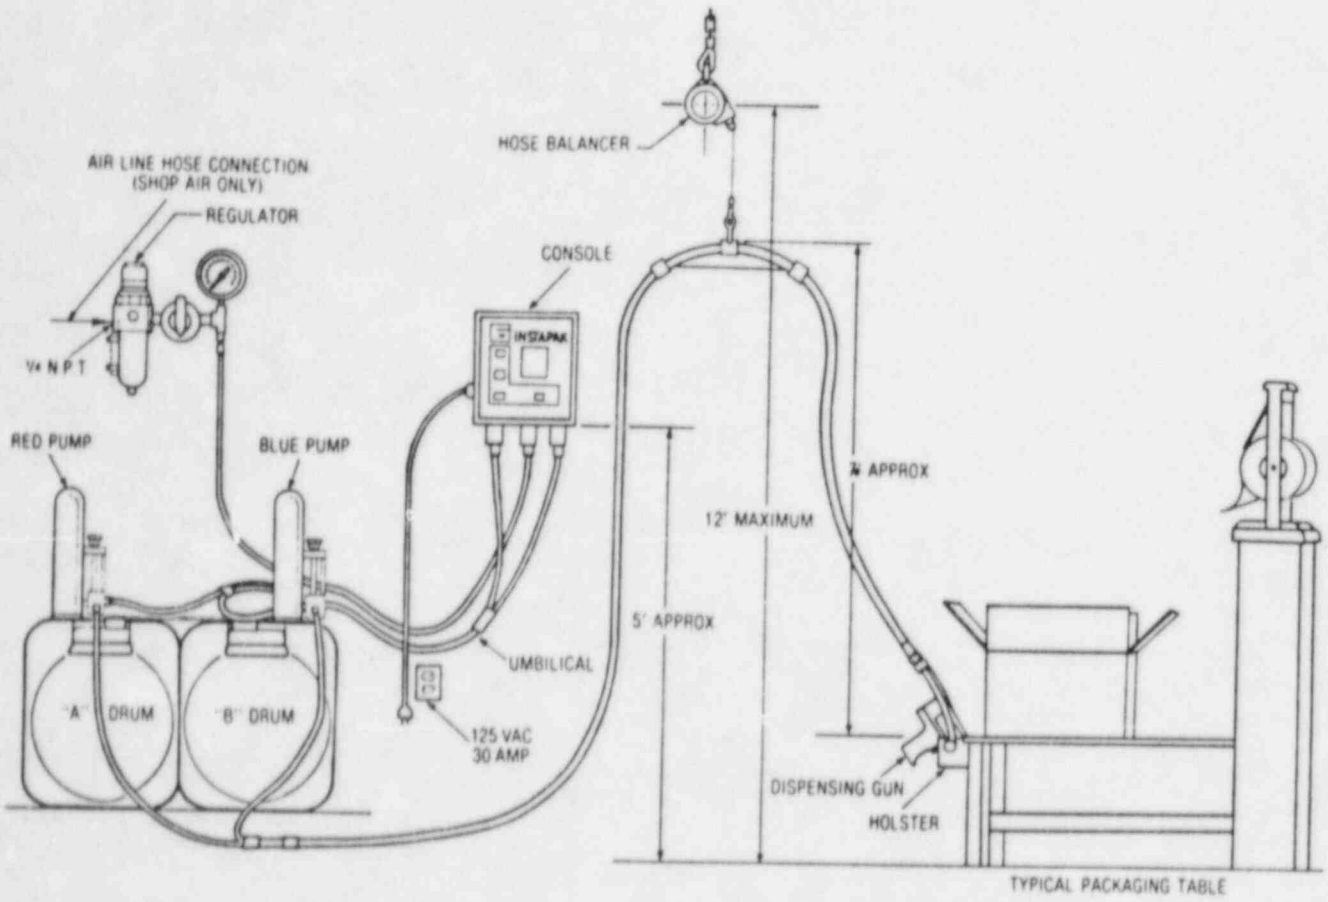 HOSE BALANCER
AIR LINE HOSE CONNECTION
(SHOP AIR ONLY)
REGULATOR
CONSOLE
INSTAPAK
1/4 N P T
RED PUMP
BLUE PUMP
APPROX
12' MAXIMUM
5' APPROX
UMBILICAL
"A" DRUM
"B" DRUM
125 VAC
30 AMP
DISPENSING GUN
HOLSTER
TYPICAL PACKAGING TABLE